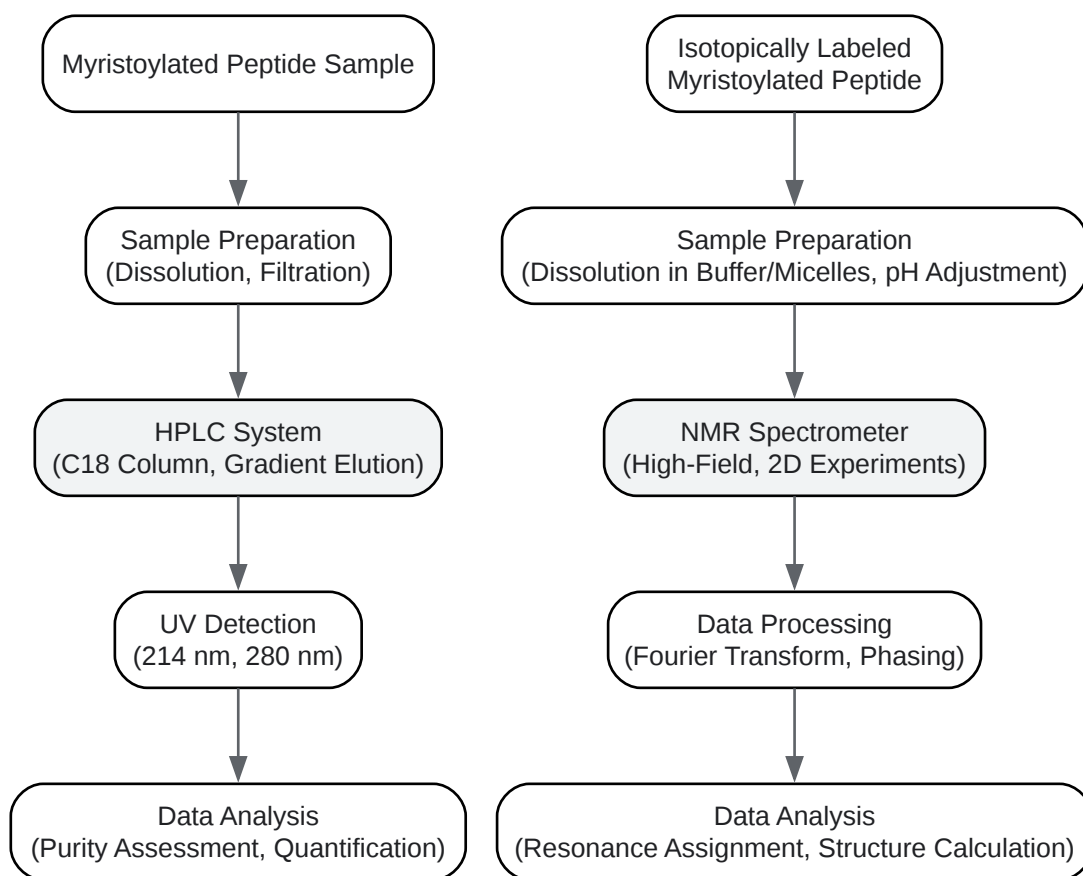 Myristoylated Peptide Sample
Sample Preparation
(Dissolution, Filtration)
HPLC System
(C18 Column, Gradient Elution)
UV Detection
(214 nm, 280 nm)
Data Analysis
(Purity Assessment, Quantification)
Isotopically Labeled
Myristoylated Peptide
Sample Preparation
(Dissolution in Buffer/Micelles, pH Adjustment)
NMR Spectrometer
(High-Field, 2D Experiments)
Data Processing
(Fourier Transform, Phasing)
Data Analysis
(Resonance Assignment, Structure Calculation)